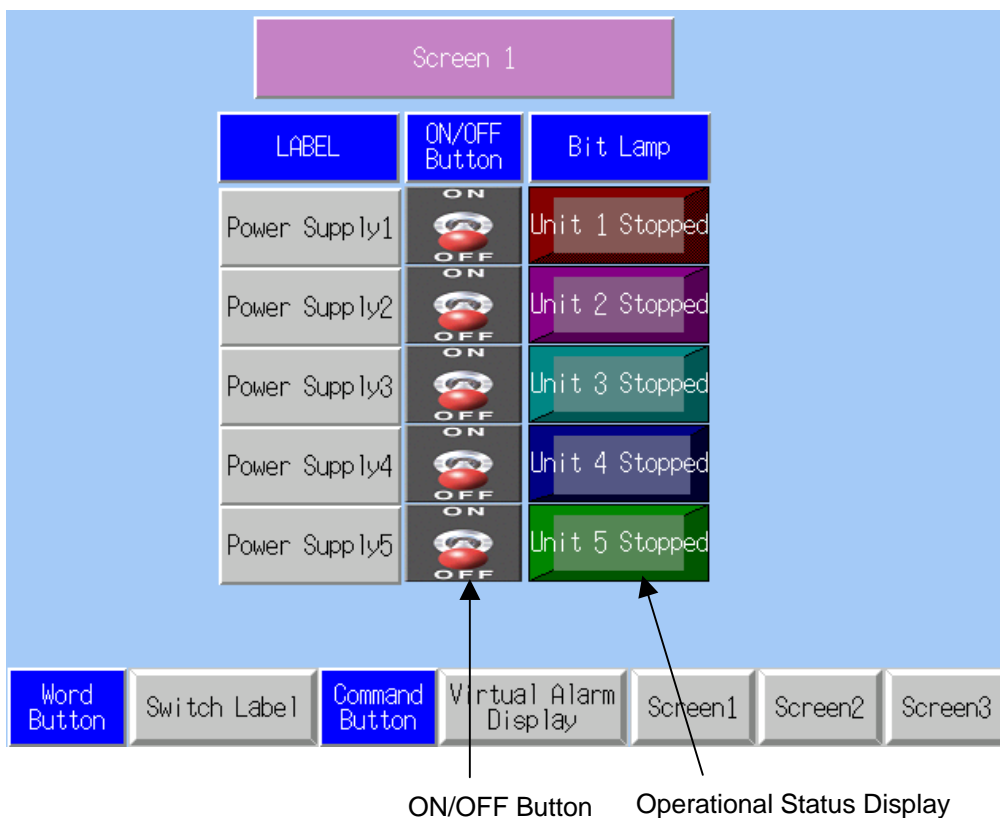 Screen 1
LABEL
ON/OFF
Button
Bit Lamp
Power Supply1
ON
OFF
Unit 1 Stopped
Power Supply2
ON
OFF
Unit 2 Stopped
Power Supply3
ON
OFF
Unit 3 Stopped
Power Supply4
ON
OFF
Unit 4 Stopped
Power Supply5
ON
OFF
Unit 5 Stopped
Word
Button
Switch Label
Command
Button
Virtual Alarm
Display
Screen1
Screen2
Screen3
ON/OFF Button
Operational Status Display